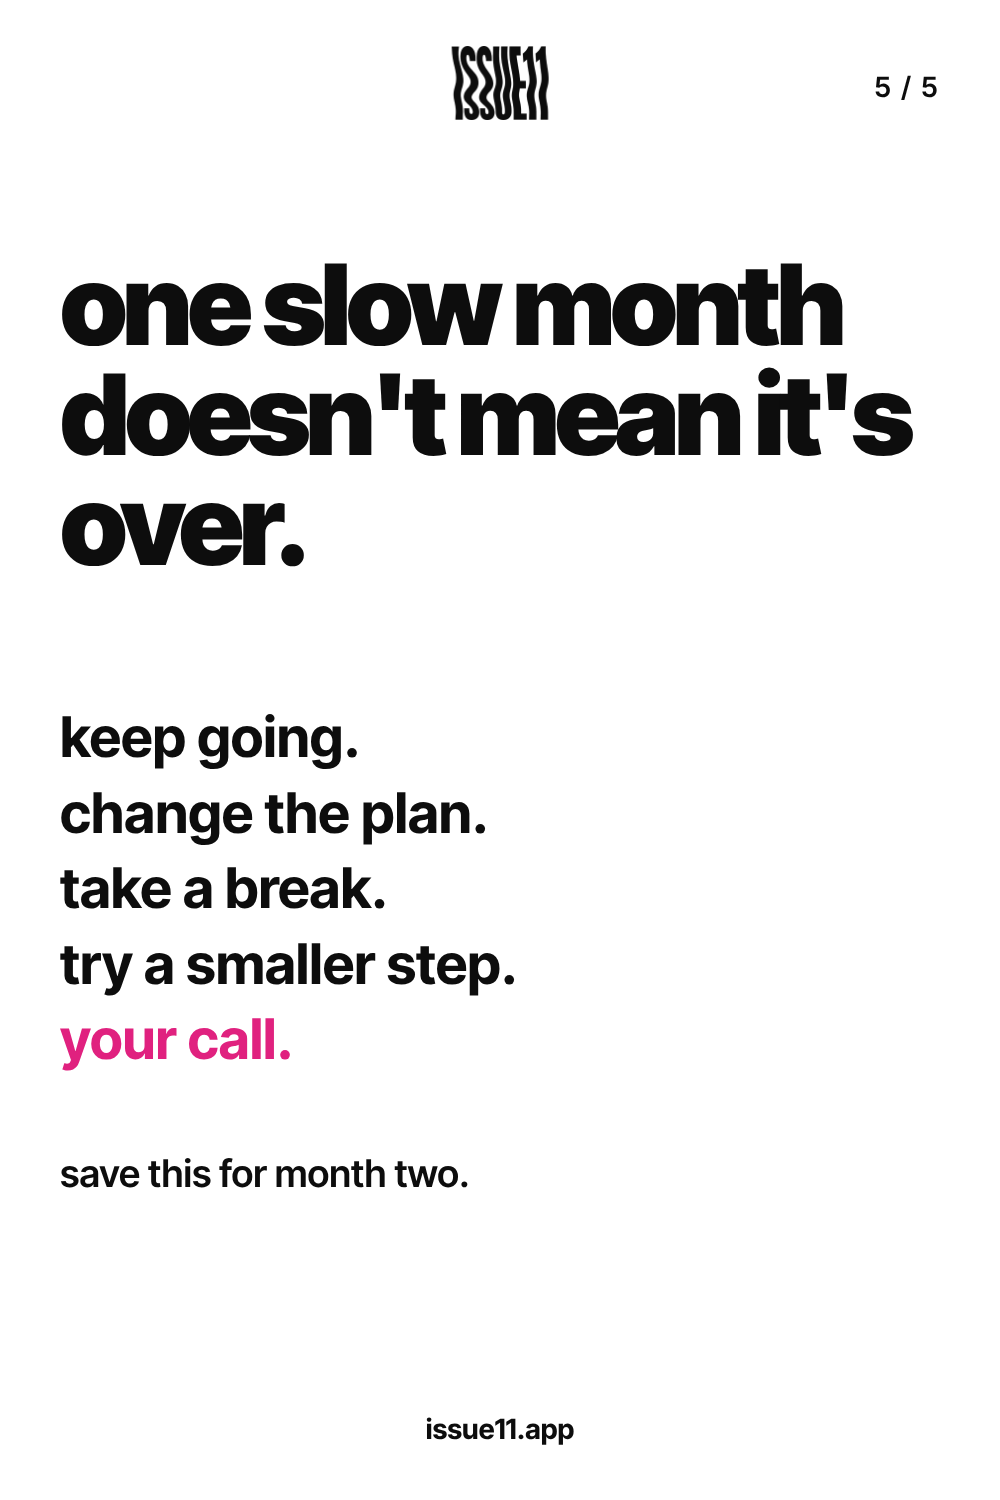 ISSUE11
5 / 5
one slow month
doesn't mean it's
over.
keep going.
change the plan.
take a break.
try a smaller step.
your call.
save this for month two.
issue11.app